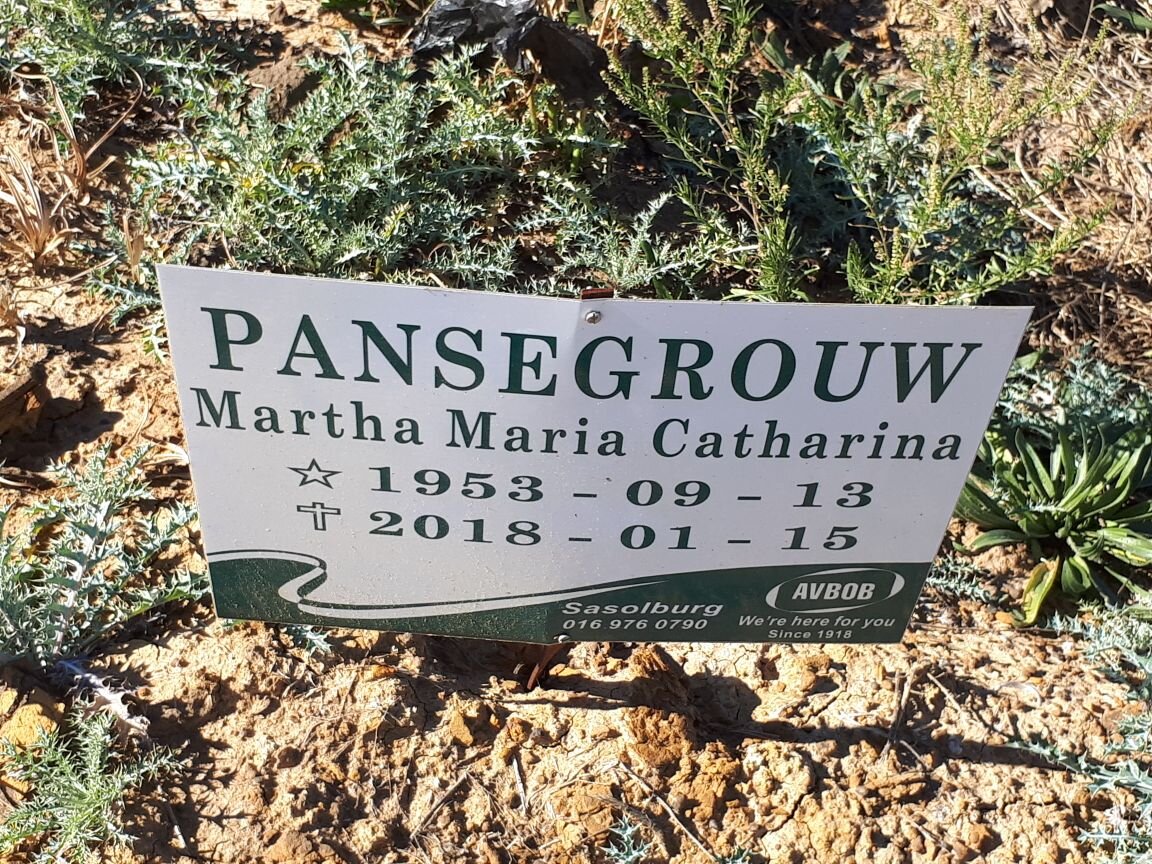 PANSEGROUW
Martha Maria Catharina
☆ 1953 - 09 - 13
✝ 2018 - 01 - 15
Sasolburg
016 976 0790
AVBOB
We're here for you
Since 1918